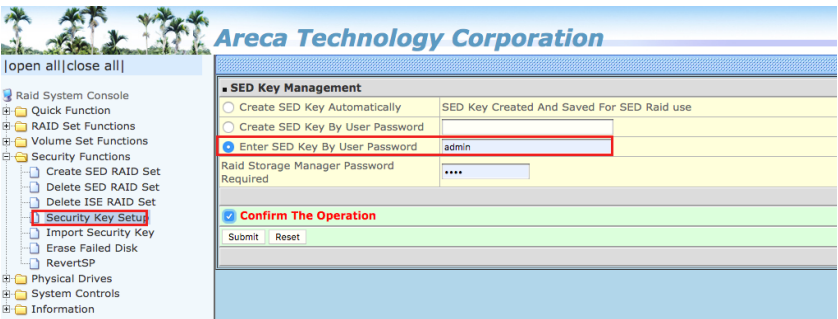 Areca Technology Corporation
|open all|close all|
Raid System Console
Quick Function
RAID Set Functions
Volume Set Functions
Security Functions
Create SED RAID Set
Delete SED RAID Set
Delete ISE RAID Set
Security Key Setup
Import Security Key
Erase Failed Disk
RevertSP
Physical Drives
System Controls
Information
SED Key Management
Create SED Key Automatically SED Key Created And Saved For SED Raid use
Create SED Key By User Password
Enter SED Key By User Password admin
Raid Storage Manager Password
Required ••••
Confirm The Operation
Submit Reset